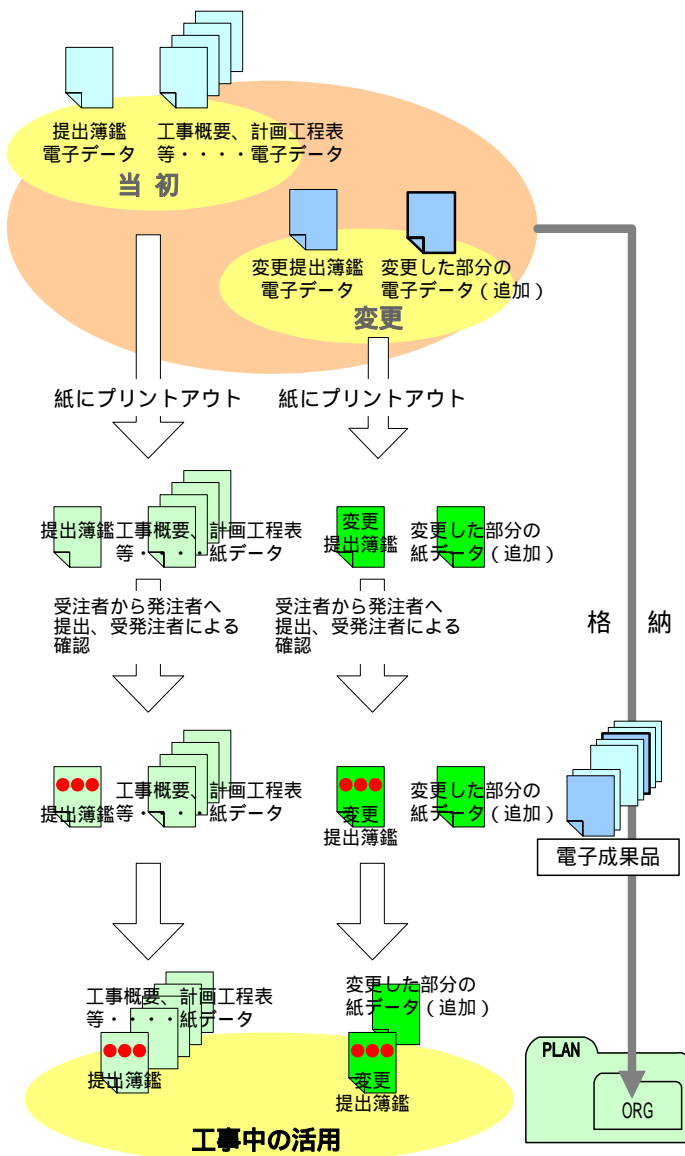 提出簿鑑
電子データ
工事概要、計画工程表
等・・・・電子データ
当 初
変更提出簿鑑
電子データ
変更した部分の
電子データ（追加）
変更
紙にプリントアウト
紙にプリントアウト
提出簿鑑
工事概要、計画工程表
等・・・・紙データ
変更
提出簿鑑
変更した部分の
紙データ（追加）
受注者から発注者へ
提出、受発注者による
確認
受注者から発注者へ
提出、受発注者による
確認
格 納
提出簿鑑
工事概要、計画工程表
等・・・・紙データ
変更
提出簿鑑
変更した部分の
紙データ（追加）
電子成果品
工事概要、計画工程表
等・・・・紙データ
提出簿鑑
変更した部分の
紙データ（追加）
変更
提出簿鑑
工事中の活用
PLAN
ORG